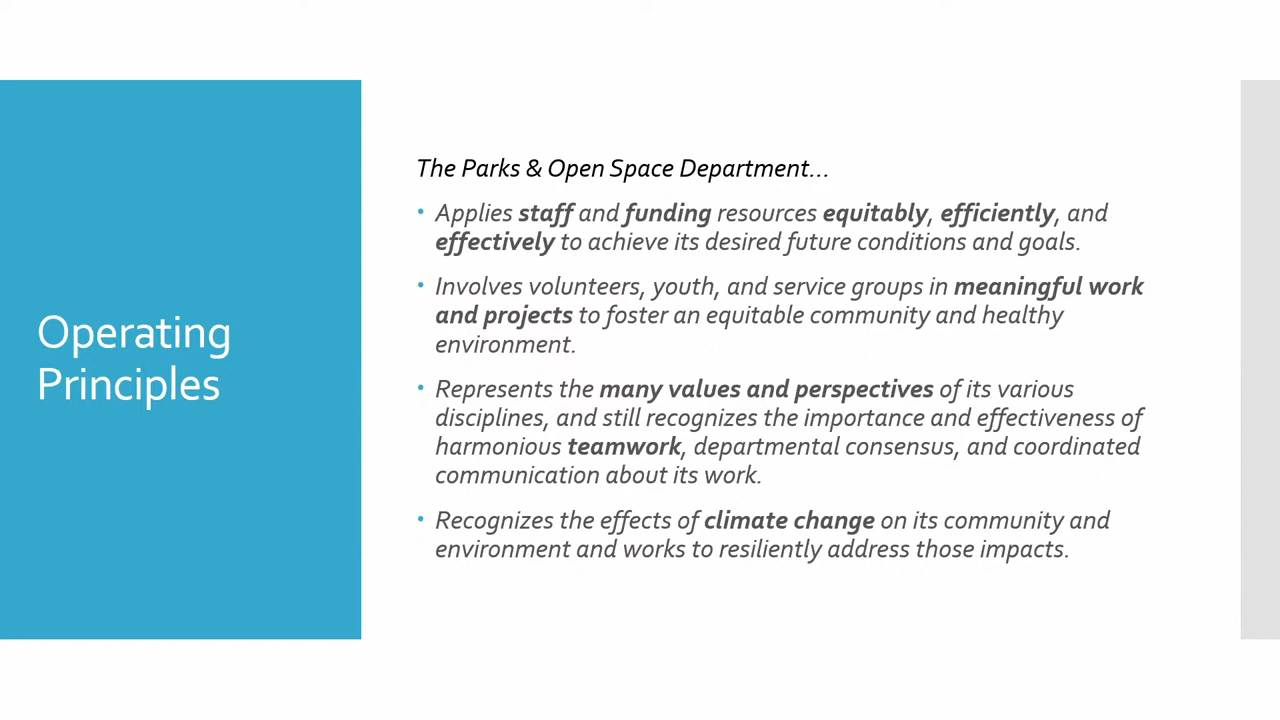 Operating
Principles
The Parks & Open Space Department...
• Applies staff and funding resources equitably, efficiently, and
effectively to achieve its desired future conditions and goals.
• Involves volunteers, youth, and service groups in meaningful work
and projects to foster an equitable community and healthy
environment.
• Represents the many values and perspectives of its various
disciplines, and still recognizes the importance and effectiveness of
harmonious teamwork, departmental consensus, and coordinated
communication about its work.
• Recognizes the effects of climate change on its community and
environment and works to resiliently address those impacts.